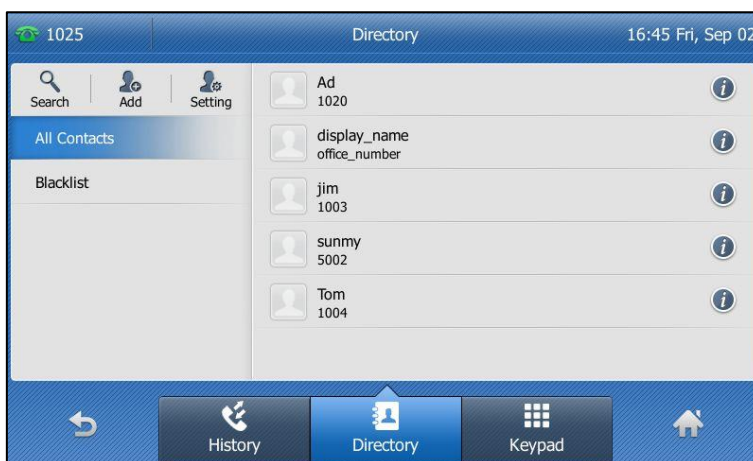 1025 Directory 16:45 Fri, Sep 02
Search Add Setting
All Contacts
Blacklist
Ad
1020
display_name
office_number
jim
1003
sunmy
5002
Tom
1004
History Directory Keypad